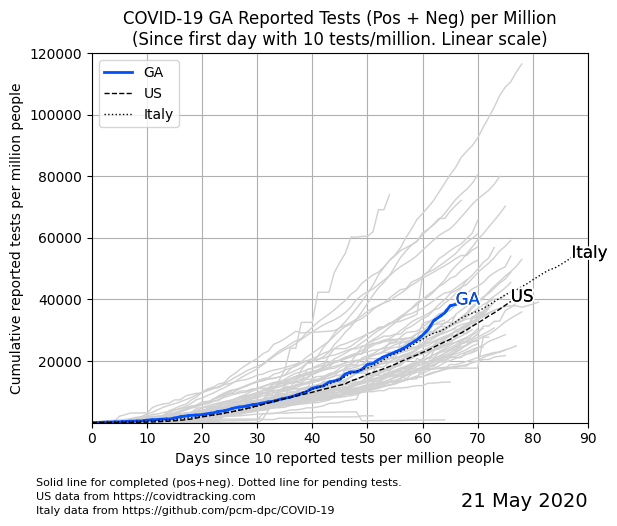 COVID-19 GA Reported Tests (Pos + Neg) per Million
(Since first day with 10 tests/million. Linear scale)
Cumulative reported tests per million people
120000
100000
80000
60000
40000
20000
GA
US
Italy
Italy
GA
US
0 10 20 30 40 50 60 70 80 90
Days since 10 reported tests per million people
Solid line for completed (pos+neg). Dotted line for pending tests.
US data from https://covidtracking.com
Italy data from https://github.com/pcm-dpc/COVID-19
21 May 2020